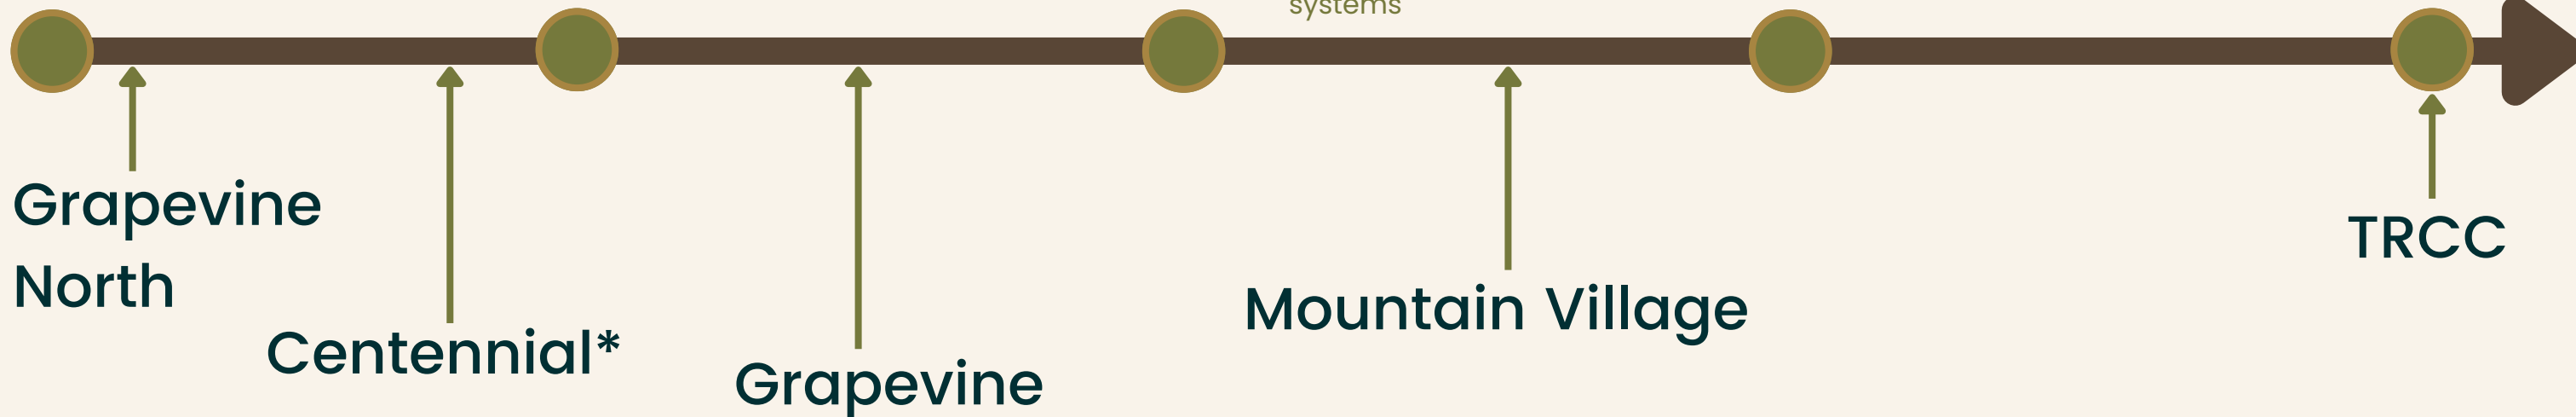 systems
Grapevine
North
TRCC
Mountain Village
Centennial*
Grapevine